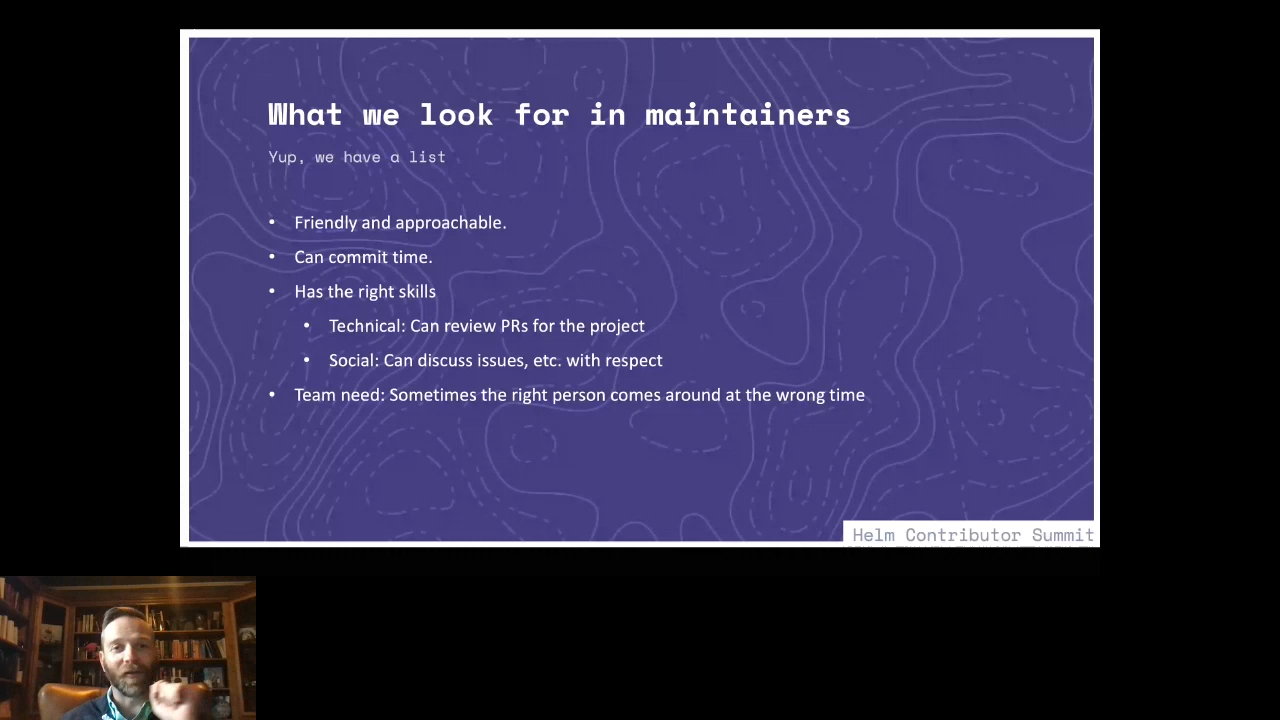 What we look for in maintainers
Yup, we have a list
• Friendly and approachable.
• Can commit time.
• Has the right skills
• Technical: Can review PRs for the project
• Social: Can discuss issues, etc. with respect
• Team need: Sometimes the right person comes around at the wrong time
Helm Contributor Summit